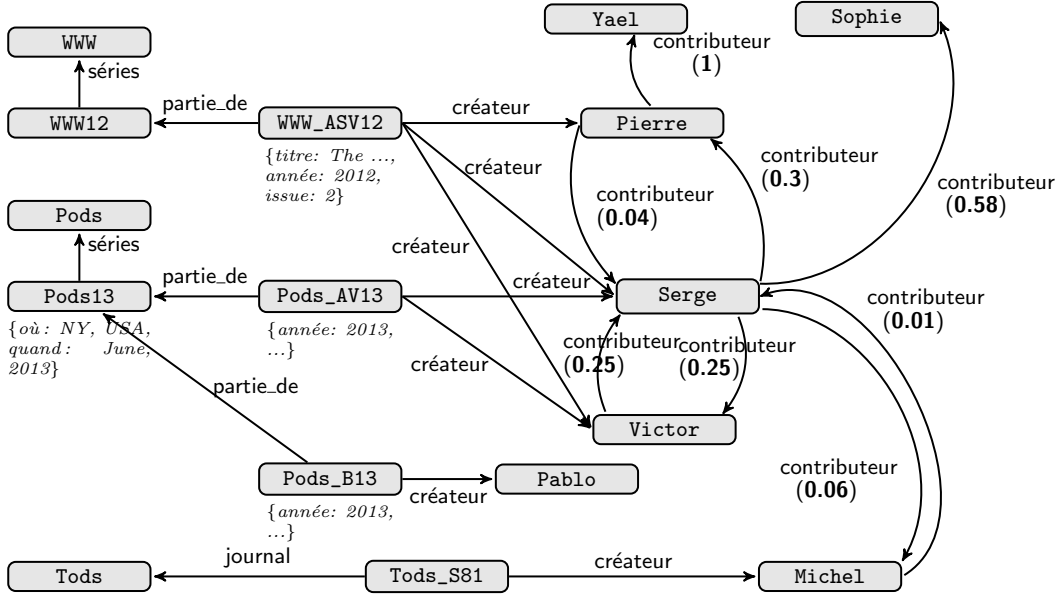 Yael
Sophie
WWW
contributeur
(1)
séries
partie_de
créateur
WWW12
WWW_ASV12
Pierre
{titre: The ...,
année: 2012,
issue: 2}
créateur
contributeur
(0.3)
contributeur
(0.04)
contributeur
(0.58)
Pods
séries
créateur
partie_de
créateur
Pods13
Pods_AV13
Serge
contributeur
(0.01)
{où: NY, USA,
quand: June,
2013}
{année: 2013,
...}
contributeur
(0.25)
contributeur
(0.25)
créateur
partie_de
Victor
Pods_B13
Pablo
créateur
contributeur
(0.06)
{année: 2013,
...}
journal
créateur
Tods
Tods_S81
Michel